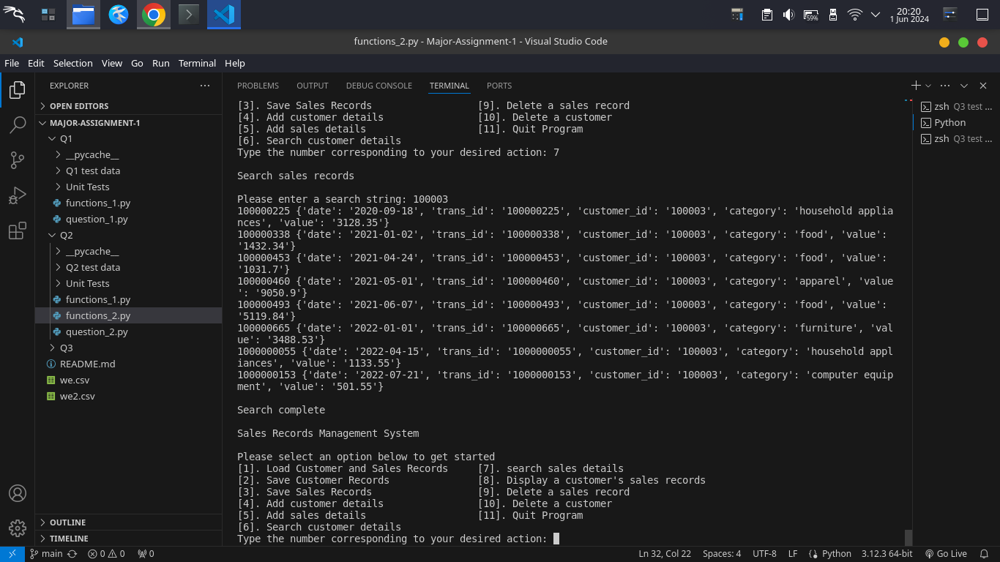 59%
20:20
1 Jun 2024
functions_2.py - Major-Assignment-1 - Visual Studio Code
File Edit Selection View Go Run Terminal Help
EXPLORER
OPEN EDITORS
MAJOR-ASSIGNMENT-1
Q1
__pycache__
Q1 test data
Unit Tests
functions_1.py
question_1.py
Q2
__pycache__
Q2 test data
Unit Tests
functions_1.py
functions_2.py
question_2.py
Q3
README.md
we.csv
we2.csv
OUTLINE
TIMELINE
PROBLEMS OUTPUT DEBUG CONSOLE TERMINAL PORTS
[3]. Save Sales Records [9]. Delete a sales record
[4]. Add customer details [10]. Delete a customer
[5]. Add sales details [11]. Quit Program
[6]. Search customer details
Type the number corresponding to your desired action: 7
Search sales records
Please enter a search string: 100003
100000225 {'date': '2020-09-18', 'trans_id': '100000225', 'customer_id': '100003', 'category': 'household applia
nces', 'value': '3128.35'}
100000338 {'date': '2021-01-02', 'trans_id': '100000338', 'customer_id': '100003', 'category': 'food', 'value':
'1432.34'}
100000453 {'date': '2021-04-24', 'trans_id': '100000453', 'customer_id': '100003', 'category': 'food', 'value':
'1031.7'}
100000460 {'date': '2021-05-01', 'trans_id': '100000460', 'customer_id': '100003', 'category': 'apparel', 'value
': '9050.9'}
100000493 {'date': '2021-06-07', 'trans_id': '100000493', 'customer_id': '100003', 'category': 'food', 'value':
'5119.84'}
100000665 {'date': '2022-01-01', 'trans_id': '100000665', 'customer_id': '100003', 'category': 'furniture', 'val
ue': '3488.53'}
1000000055 {'date': '2022-04-15', 'trans_id': '1000000055', 'customer_id': '100003', 'category': 'household appl
iances', 'value': '1133.55'}
1000000153 {'date': '2022-07-21', 'trans_id': '1000000153', 'customer_id': '100003', 'category': 'computer equip
ment', 'value': '501.55'}
Search complete
Sales Records Management System
Please select an option below to get started
[1]. Load Customer and Sales Records [7]. search sales details
[2]. Save Customer Records [8]. Display a customer's sales records
[3]. Save Sales Records [9]. Delete a sales record
[4]. Add customer details [10]. Delete a customer
[5]. Add sales details [11]. Quit Program
[6]. Search customer details
Type the number corresponding to your desired action:
zsh Q3 test ...
Python
zsh Q3 test ...
main 0 0 0 Ln 32, Col 22 Spaces: 4 UTF-8 LF Python 3.12.3 64-bit Go Live